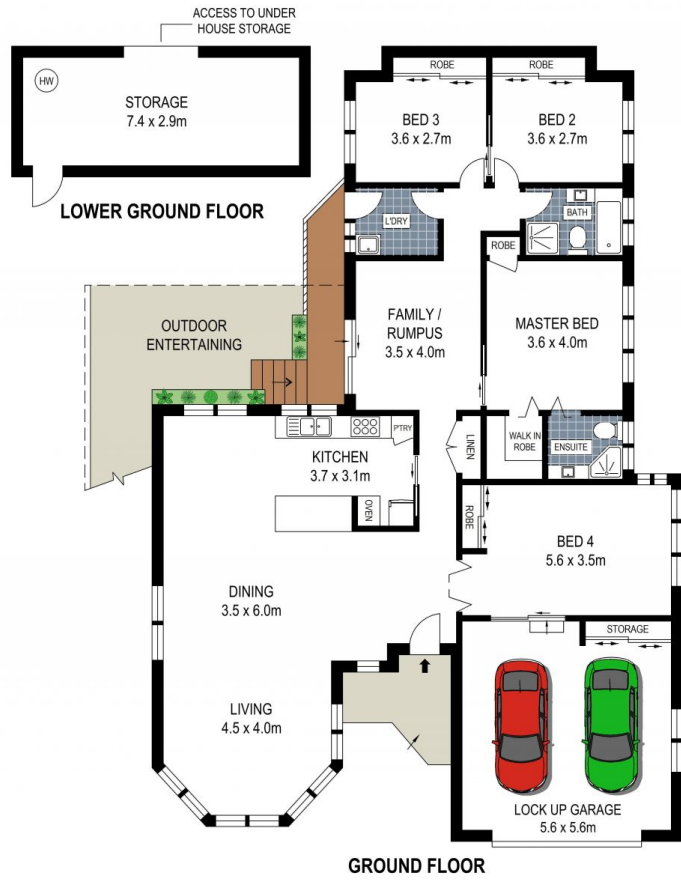 ACCESS TO UNDER
HOUSE STORAGE
HW
STORAGE
7.4 x 2.9m
LOWER GROUND FLOOR
ROBE
ROBE
BED 3
3.6 x 2.7m
BED 2
3.6 x 2.7m
L'DRY
BATH
ROBE
OUTDOOR
ENTERTAINING
FAMILY /
RUMPUS
3.5 x 4.0m
MASTER BED
3.6 x 4.0m
P'TRY
KITCHEN
3.7 x 3.1m
LINEN
WALK IN
ROBE
ENSUITE
OVEN
ROBE
BED 4
5.6 x 3.5m
DINING
3.5 x 6.0m
STORAGE
LIVING
4.5 x 4.0m
LOCK UP GARAGE
5.6 x 5.6m
GROUND FLOOR